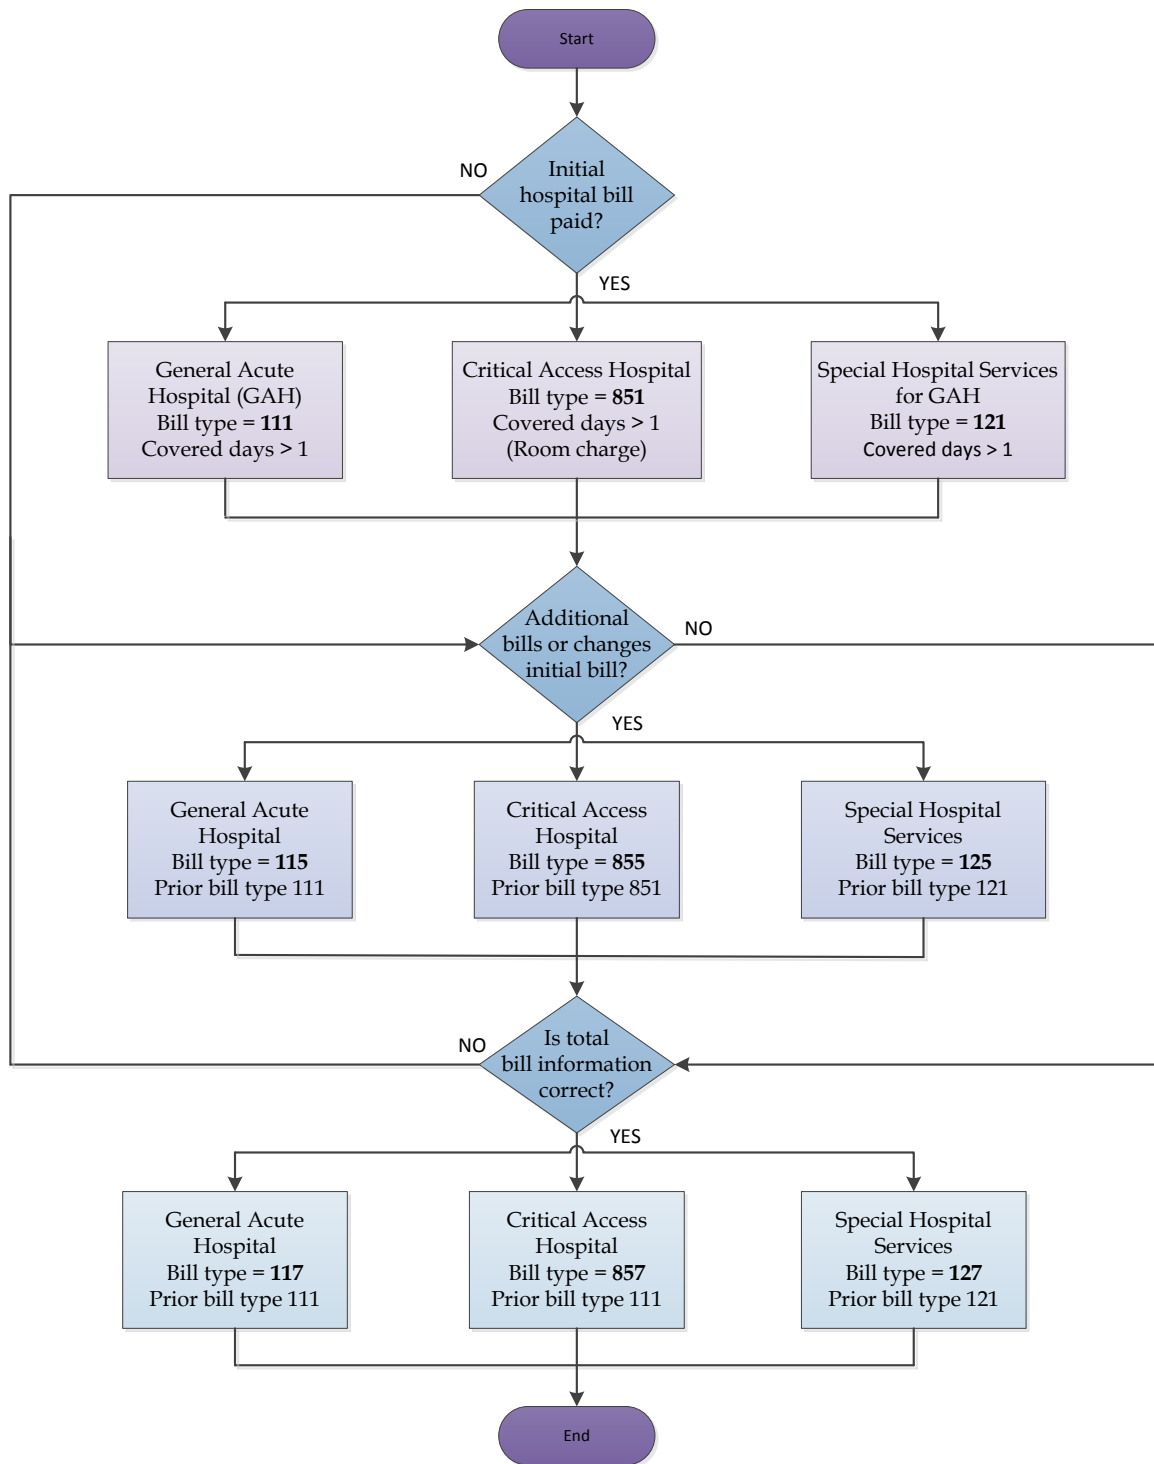 Start
NO
Initial
hospital bill
paid?
YES
General Acute
Hospital (GAH)
Bill type = 111
Covered days > 1
Critical Access Hospital
Bill type = 851
Covered days > 1
(Room charge)
Special Hospital Services
for GAH
Bill type = 121
Covered days > 1
Additional
bills or changes
initial bill?
NO
YES
General Acute
Hospital
Bill type = 115
Prior bill type 111
Critical Access
Hospital
Bill type = 855
Prior bill type 851
Special Hospital
Services
Bill type = 125
Prior bill type 121
NO
Is total
bill information
correct?
YES
General Acute
Hospital
Bill type = 117
Prior bill type 111
Critical Access
Hospital
Bill type = 857
Prior bill type 111
Special Hospital
Services
Bill type = 127
Prior bill type 121
End